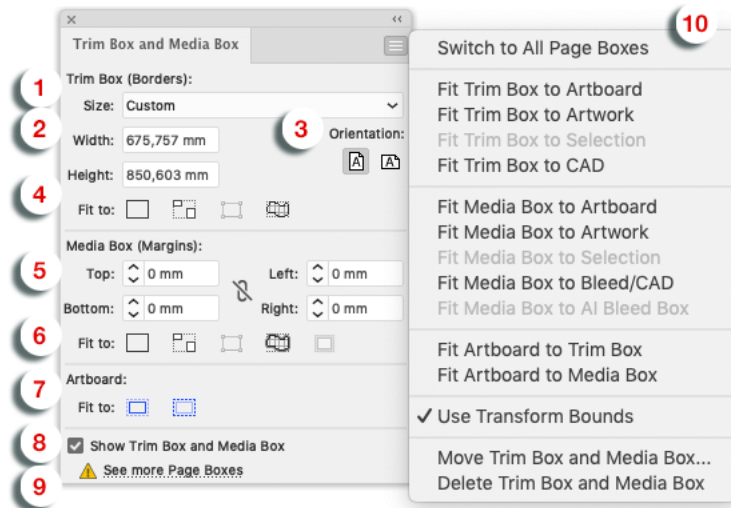 Trim Box and Media Box
1
Trim Box (Borders):
Size: Custom
2
Width: 675,757 mm
3
Orientation:
Height: 850,603 mm
4
Fit to:
Media Box (Margins):
5
Top: 0 mm Left: 0 mm
Bottom: 0 mm Right: 0 mm
6
Fit to:
7
Artboard:
Fit to:
8
Show Trim Box and Media Box
9
See more Page Boxes
10
Switch to All Page Boxes
Fit Trim Box to Artboard
Fit Trim Box to Artwork
Fit Trim Box to Selection
Fit Trim Box to CAD
Fit Media Box to Artboard
Fit Media Box to Artwork
Fit Media Box to Selection
Fit Media Box to Bleed/CAD
Fit Media Box to AI Bleed Box
Fit Artboard to Trim Box
Fit Artboard to Media Box
✓ Use Transform Bounds
Move Trim Box and Media Box...
Delete Trim Box and Media Box